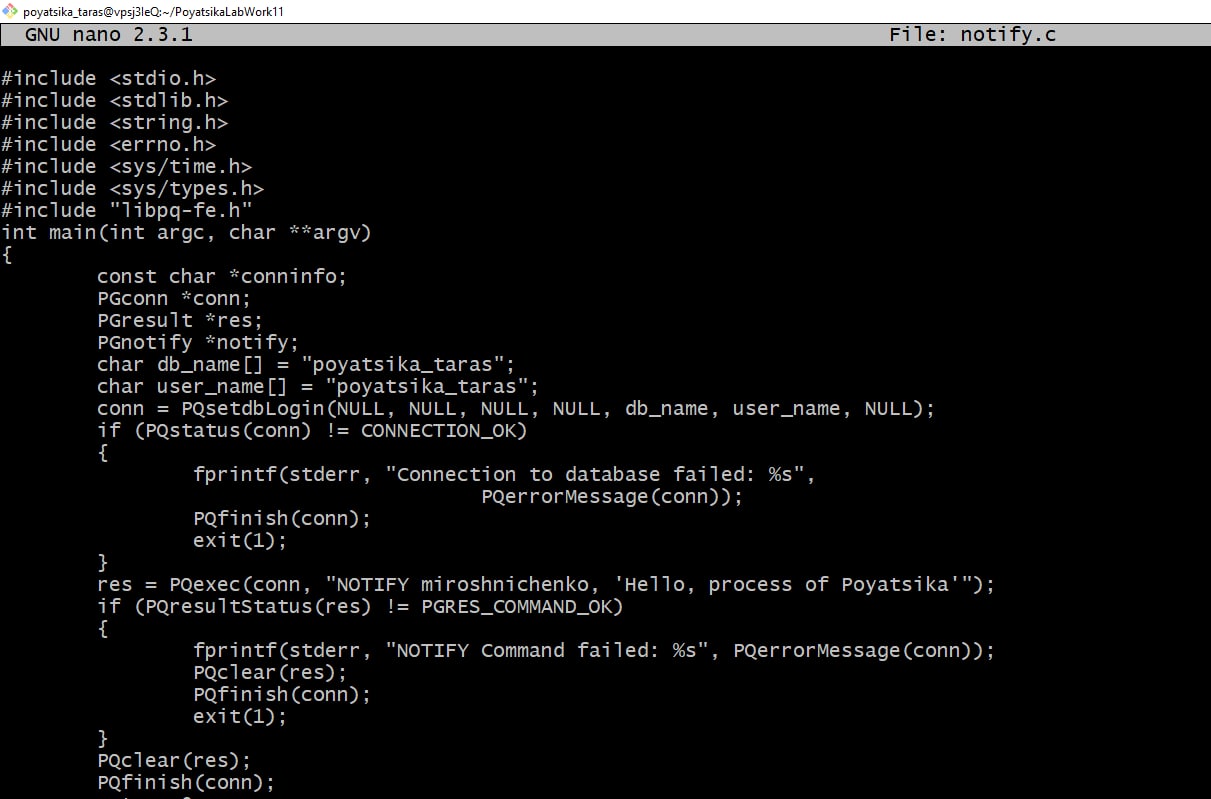 poyatsika_taras@vpsj3leQ:~/PoyatsikaLabWork11
GNU nano 2.3.1 File: notify.c
#include <stdio.h>
#include <stdlib.h>
#include <string.h>
#include <errno.h>
#include <sys/time.h>
#include <sys/types.h>
#include "libpq-fe.h"
int main(int argc, char **argv)
{
        const char *conninfo;
        PGconn *conn;
        PGresult *res;
        PGnotify *notify;
        char db_name[] = "poyatsika_taras";
        char user_name[] = "poyatsika_taras";
        conn = PQsetdbLogin(NULL, NULL, NULL, NULL, db_name, user_name, NULL);
        if (PQstatus(conn) != CONNECTION_OK)
        {
                fprintf(stderr, "Connection to database failed: %s",
                                        PQerrorMessage(conn));
                PQfinish(conn);
                exit(1);
        }
        res = PQexec(conn, "NOTIFY miroshnichenko, 'Hello, process of Poyatsika'");
        if (PQresultStatus(res) != PGRES_COMMAND_OK)
        {
                fprintf(stderr, "NOTIFY Command failed: %s", PQerrorMessage(conn));
                PQclear(res);
                PQfinish(conn);
                exit(1);
        }
        PQclear(res);
        PQfinish(conn);